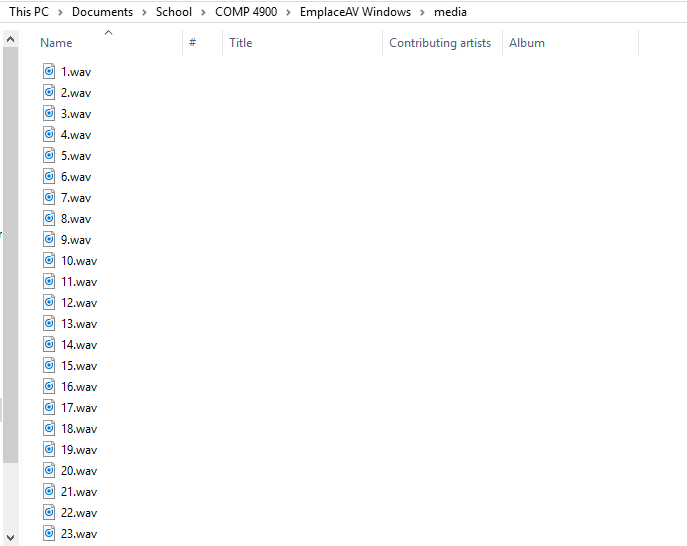 This PC > Documents > School > COMP 4900 > EmplaceAV Windows > media
Name # Title Contributing artists Album
1.wav
2.wav
3.wav
4.wav
5.wav
6.wav
7.wav
8.wav
9.wav
10.wav
11.wav
12.wav
13.wav
14.wav
15.wav
16.wav
17.wav
18.wav
19.wav
20.wav
21.wav
22.wav
23.wav